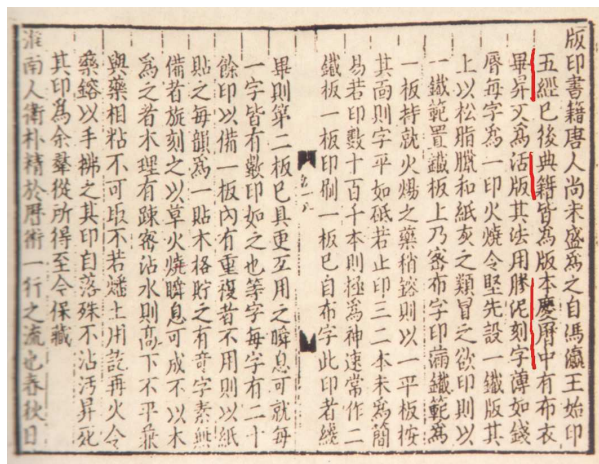 版印書籍唐人尚未盛為之自馮瀛王始印
五經已後典籍皆為版本慶曆中有布衣
畢昇又為活版其法用膠泥刻字薄如錢
脣每字為一印火燒令堅先設一鐵版其
上以松脂臘和紙灰之類冒之欲印則以
一鐵範置鐵板上乃密布字印滿鐵範為
一板持就火煬之藥稍鎔則以一平板按
其面則字平如砥若止印三二本未為簡
易若印數十百千本則極為神速常作二
鐵板一板印刷一板已自布字此印者纔
畢則第二板已具更互用之瞬息可就每
一字皆有數印如之也等字每字有二十
餘印以備一板內有重複者不用則以紙
貼之每韻為一貼木格貯之有奇字素無
備者旋刻之以草火燒瞬息可成不以木
為之者木理有疎密沾水則高下不平兼
與藥相粘不可取不若燔土用訖再火令
藥鎔以手拂之其印自落殊不沾汚昇死
其印為余羣從所得至今保藏
淮南人衛朴精於曆術一行之流也春秋日